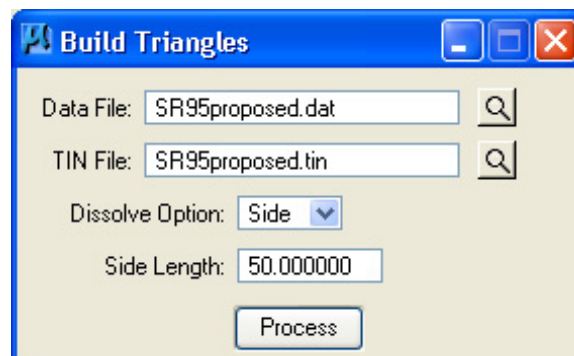 Build Triangles
Data File: SR95proposed.dat
TIN File: SR95proposed.tin
Dissolve Option: Side
Side Length: 50.000000
Process